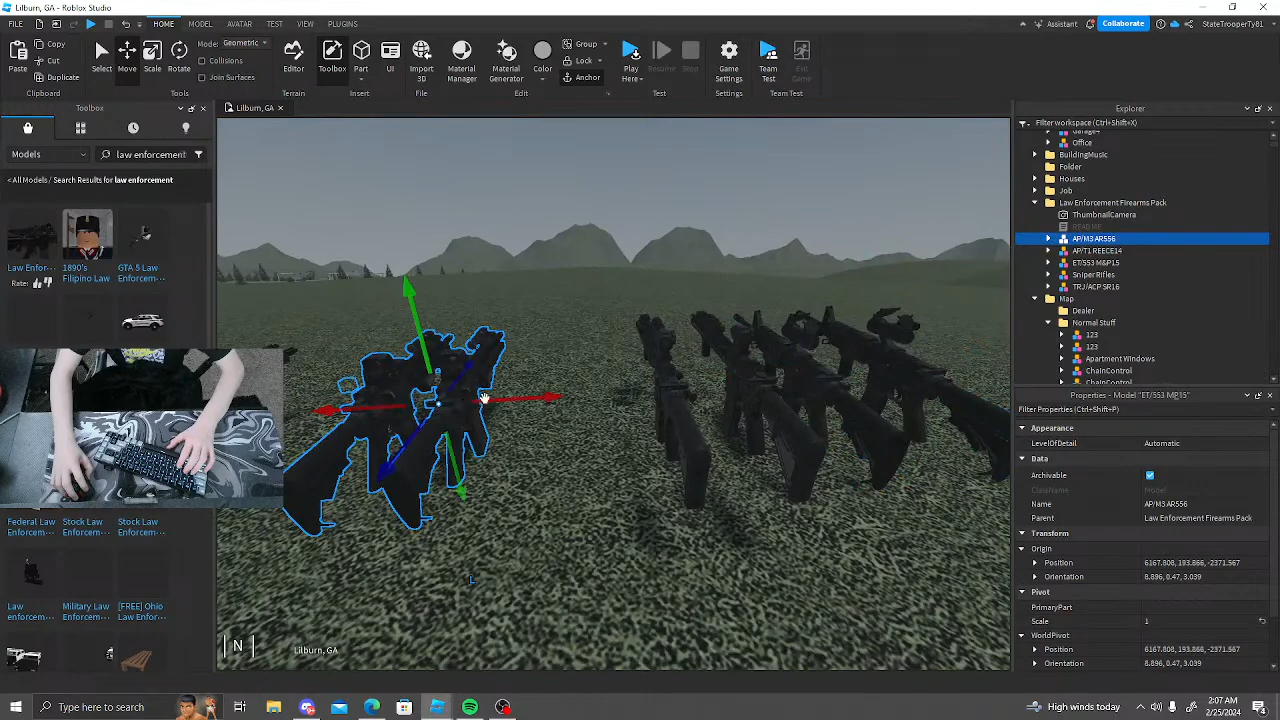 Lilburn, GA - Roblox Studio
FILE HOME MODEL AVATAR TEST VIEW PLUGINS
Assistant Collaborate StateTrooperTy81
Paste Copy Cut Duplicate
Select Move Scale Rotate
Mode: Geometric
Collisions
Join Surfaces
Editor Toolbox Part UI
Import 3D
Material Manager
Material Generator
Color
Group
Lock
Anchor
Play Here
Resume Stop
Game Settings
Team Test
Exit Game
Clipboard Tools Terrain Insert File Edit Test Team Test
Toolbox
Lilburn, GA
Explorer
Models law enforcement
Filter workspace (Ctrl+Shift+X)
< All Models / Search Results for law enforcement
Garage4
Office
BuildingMusic
Folder
Houses
Job
Law Enforcement Firearms Pack
ThumbnailCamera
README
AP/M3 AR556
AP/T1 REECE14
ET/553 M&P15
Sniper Rifles
TRJ/ACP SR16
Map
Dealer
Normal Stuff
123
123
Apartment Windows
ChainControl
ChainControl
Law Enfor... 1890's Filipino Law GTA 5 Law Enforcem...
Rate:
Federal Law Enforcem... Stock Law Enforcem... Stock Law Enforcem...
Law enforcem... Military Law Enforcem... [FREE] Ohio Law Enfor...
Properties - Model "ET/553 M&P15"
Filter Properties (Ctrl+Shift+P)
Appearance
LevelOfDetail Automatic
Data
Archivable
ClassName Model
Name AP/M3 AR556
Parent Law Enforcement Firearms Pack
Transform
Origin
Position 6167.808, 193.866, -2371.567
Orientation 8.896, 0.47, 3.039
Pivot
PrimaryPart
Scale 1
WorldPivot
Position 6167.808, 193.866, -2371.567
Orientation 8.896, 0.47, 3.039
L
N
Lilburn, GA
Type here to search
High winds today
2:07 AM
2/25/2024